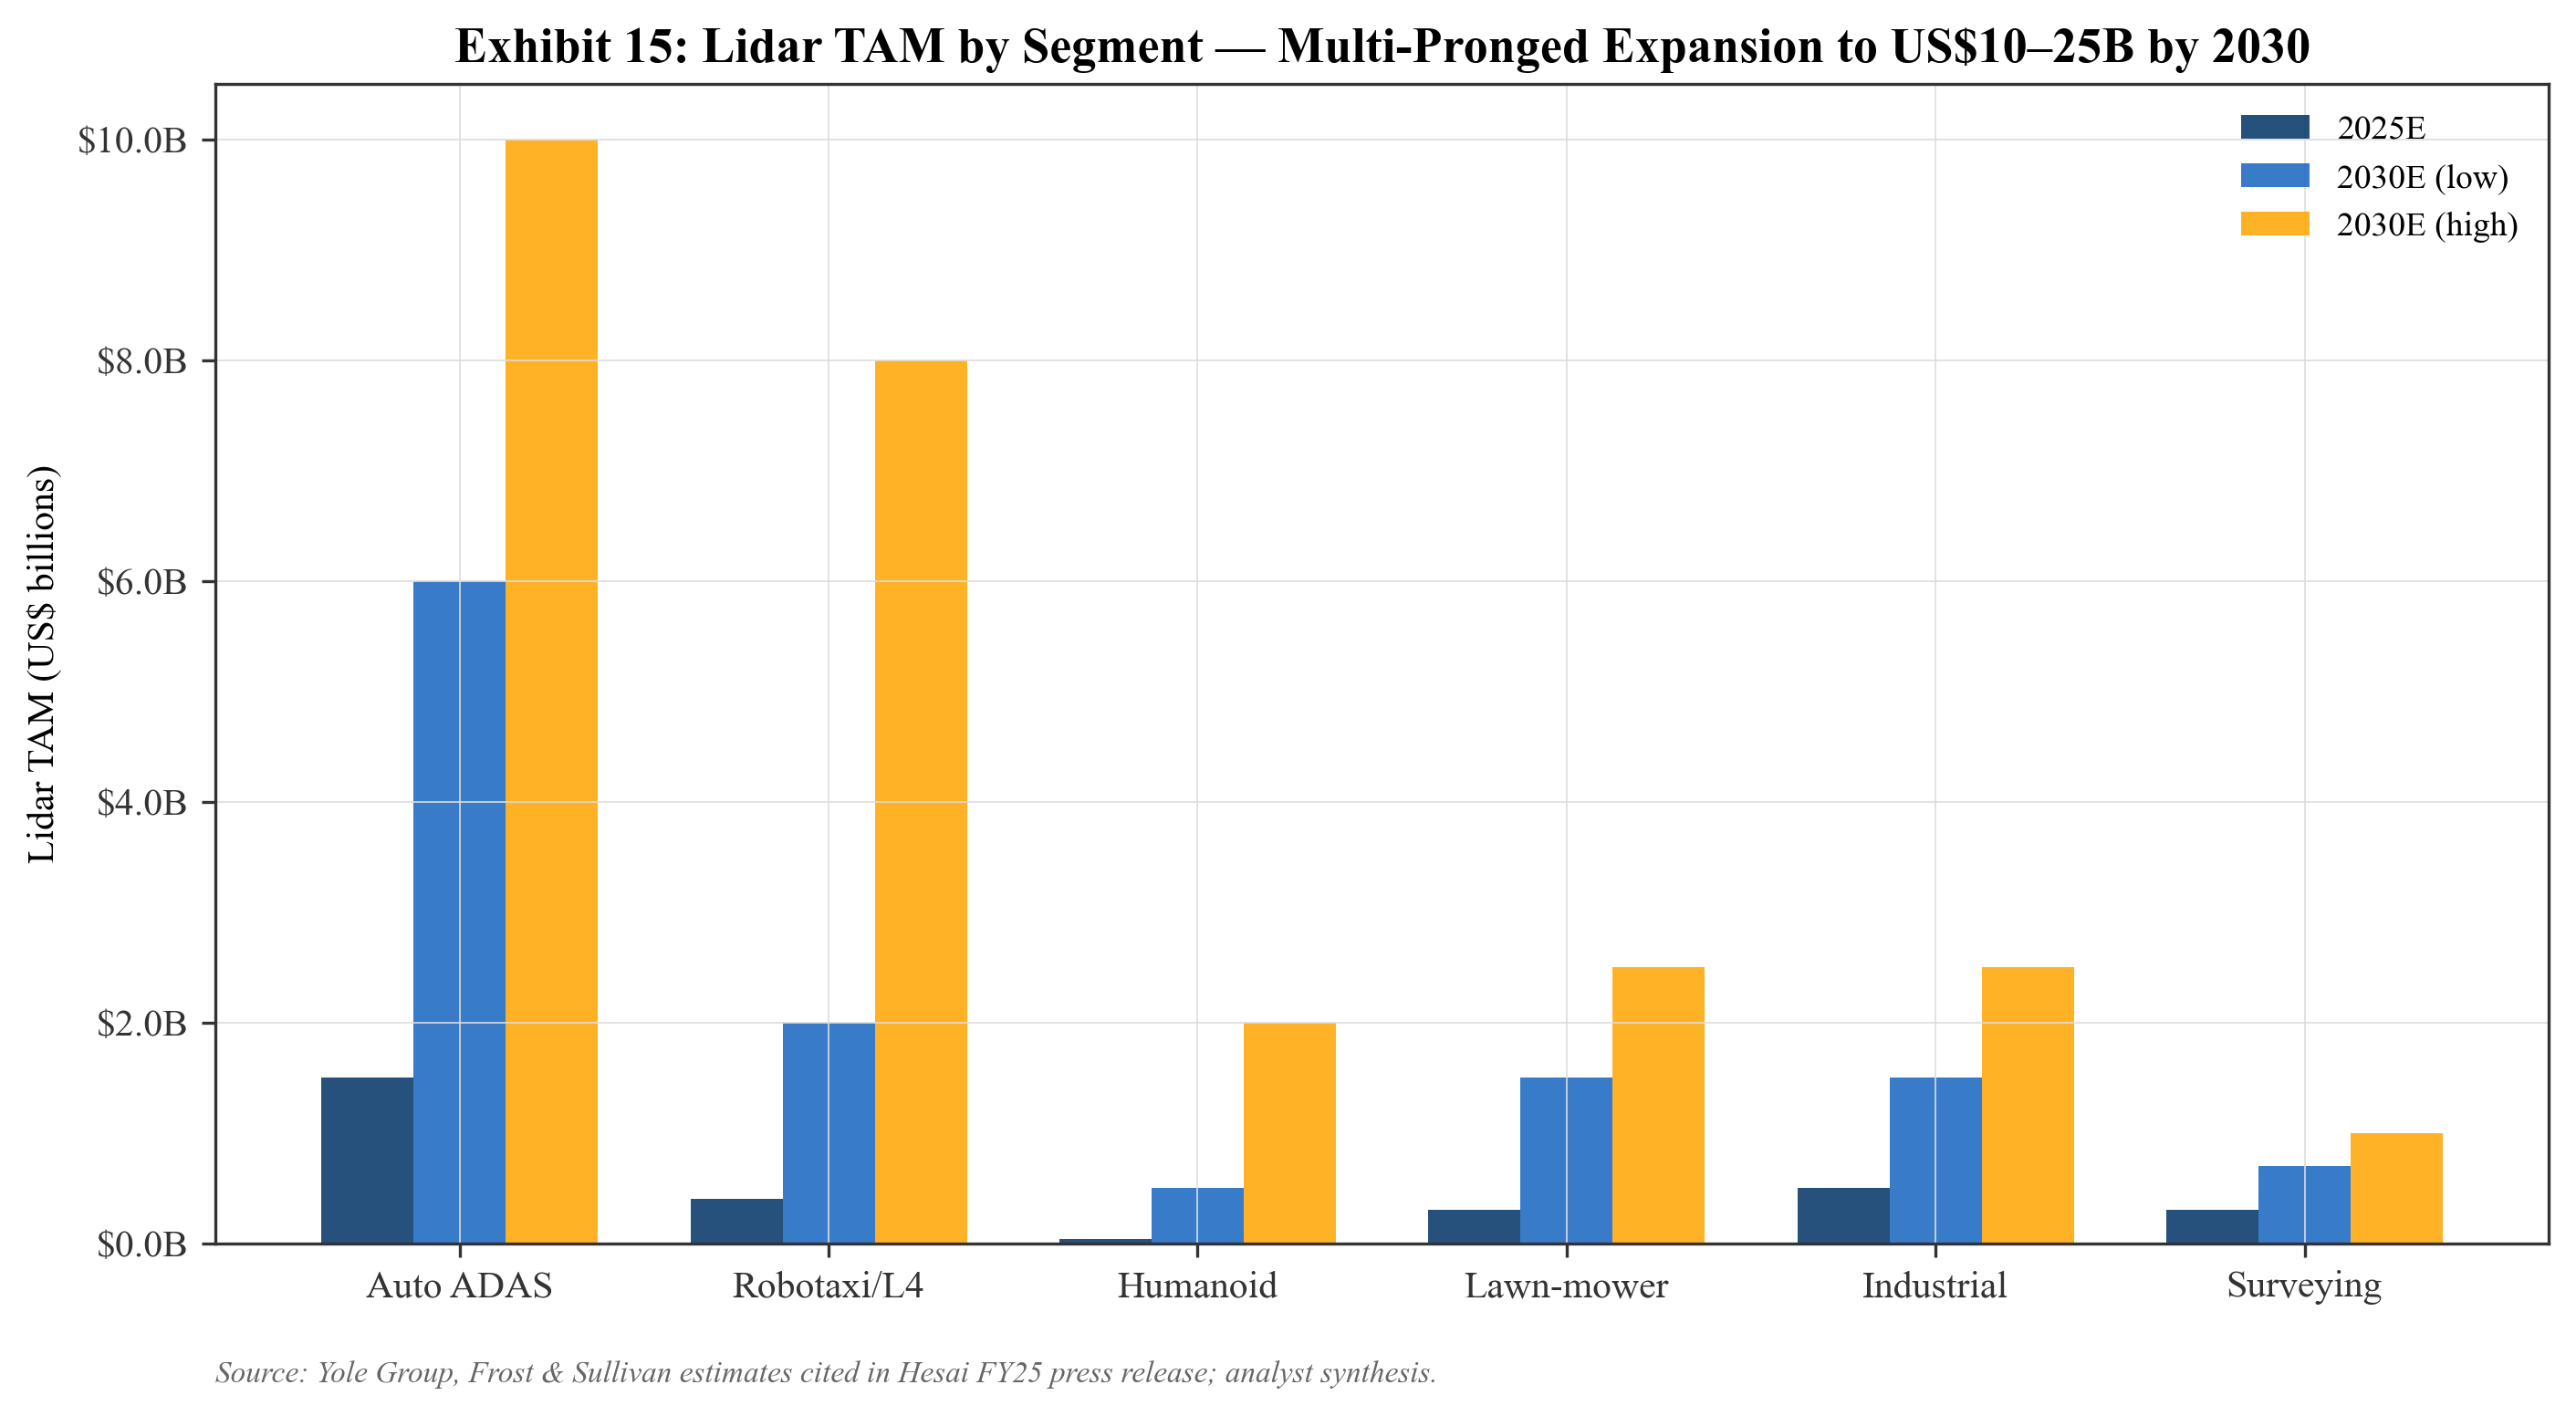 Exhibit 15: Lidar TAM by Segment — Multi-Pronged Expansion to US$10–25B by 2030
2025E
2030E (low)
2030E (high)
Lidar TAM (US$ billions)
$10.0B
$8.0B
$6.0B
$4.0B
$2.0B
$0.0B
Auto ADAS
Robotaxi/L4
Humanoid
Lawn-mower
Industrial
Surveying
Source: Yole Group, Frost & Sullivan estimates cited in Hesai FY25 press release; analyst synthesis.